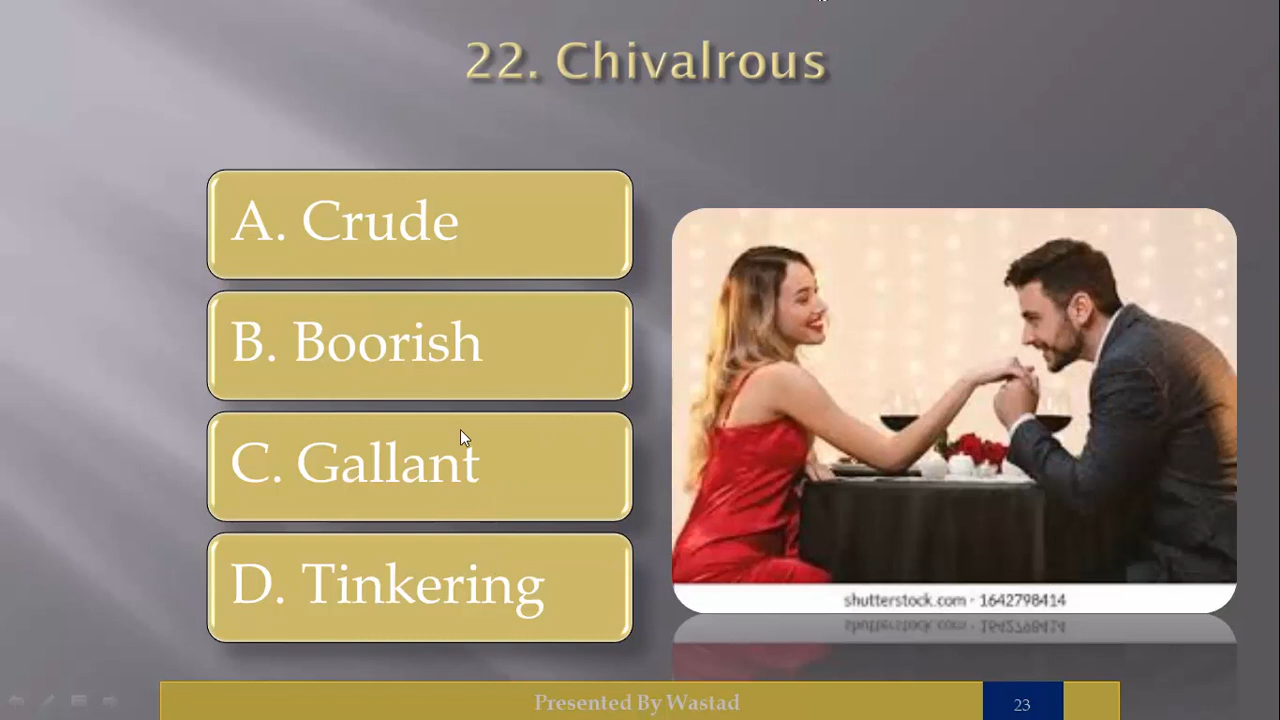 22. Chivalrous
A. Crude
B. Boorish
C. Gallant
D. Tinkering
shutterstock.com · 1642798414
Presented By Wastad
23